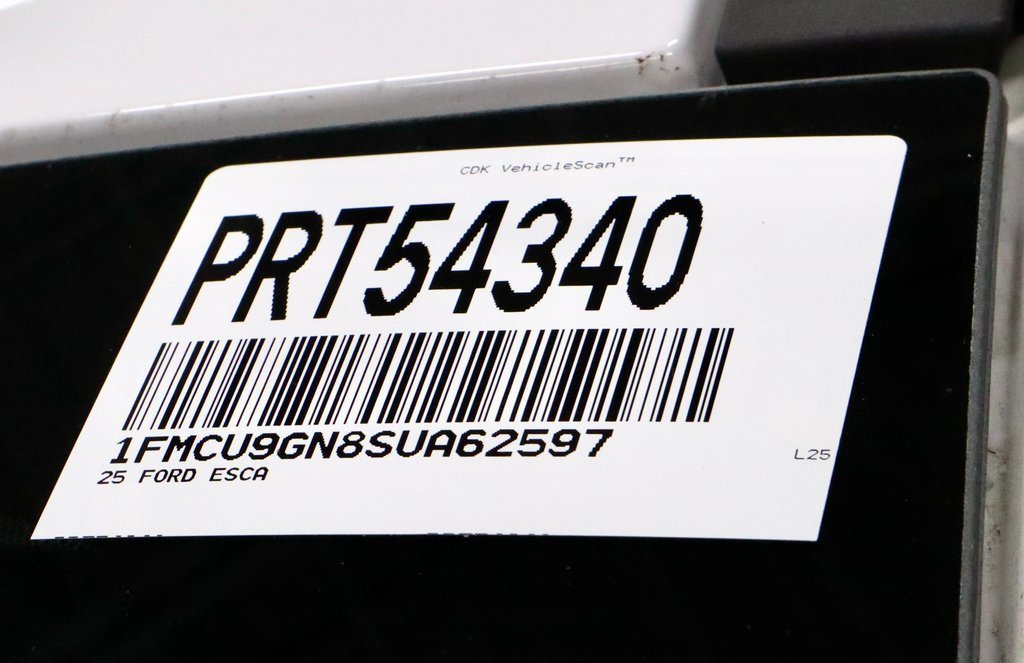 CDK VehicleScan™
PRT54340
1FMCU9GN8SUA62597
25 FORD ESCA
L25